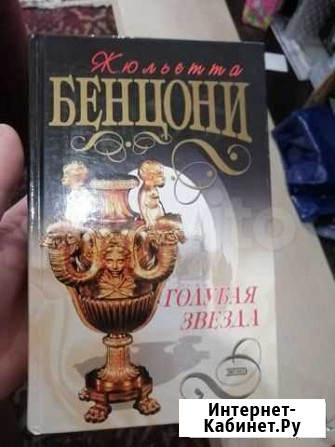 Жюльетта
БЕНЦОНИ
ГОЛУБАЯ
ЗВЕЗДА
Интернет-
Кабинет.Ру